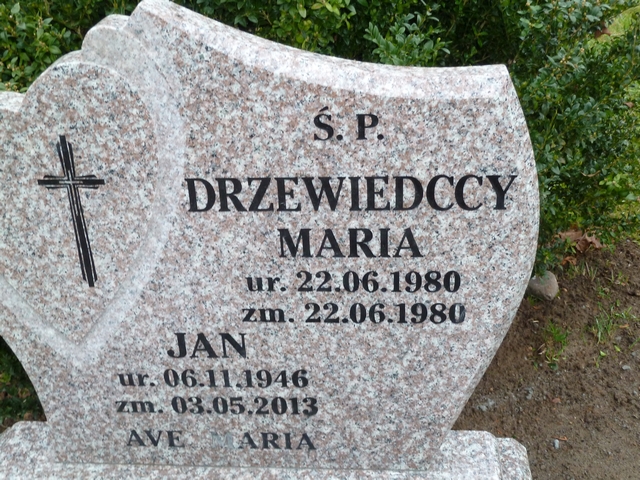 Ś. P.
DRZEWIEDCCY
MARIA
ur. 22.06.1980
zm. 22.06.1980
JAN
ur. 06.11.1946
zm. 03.05.2013
AVE MARIA